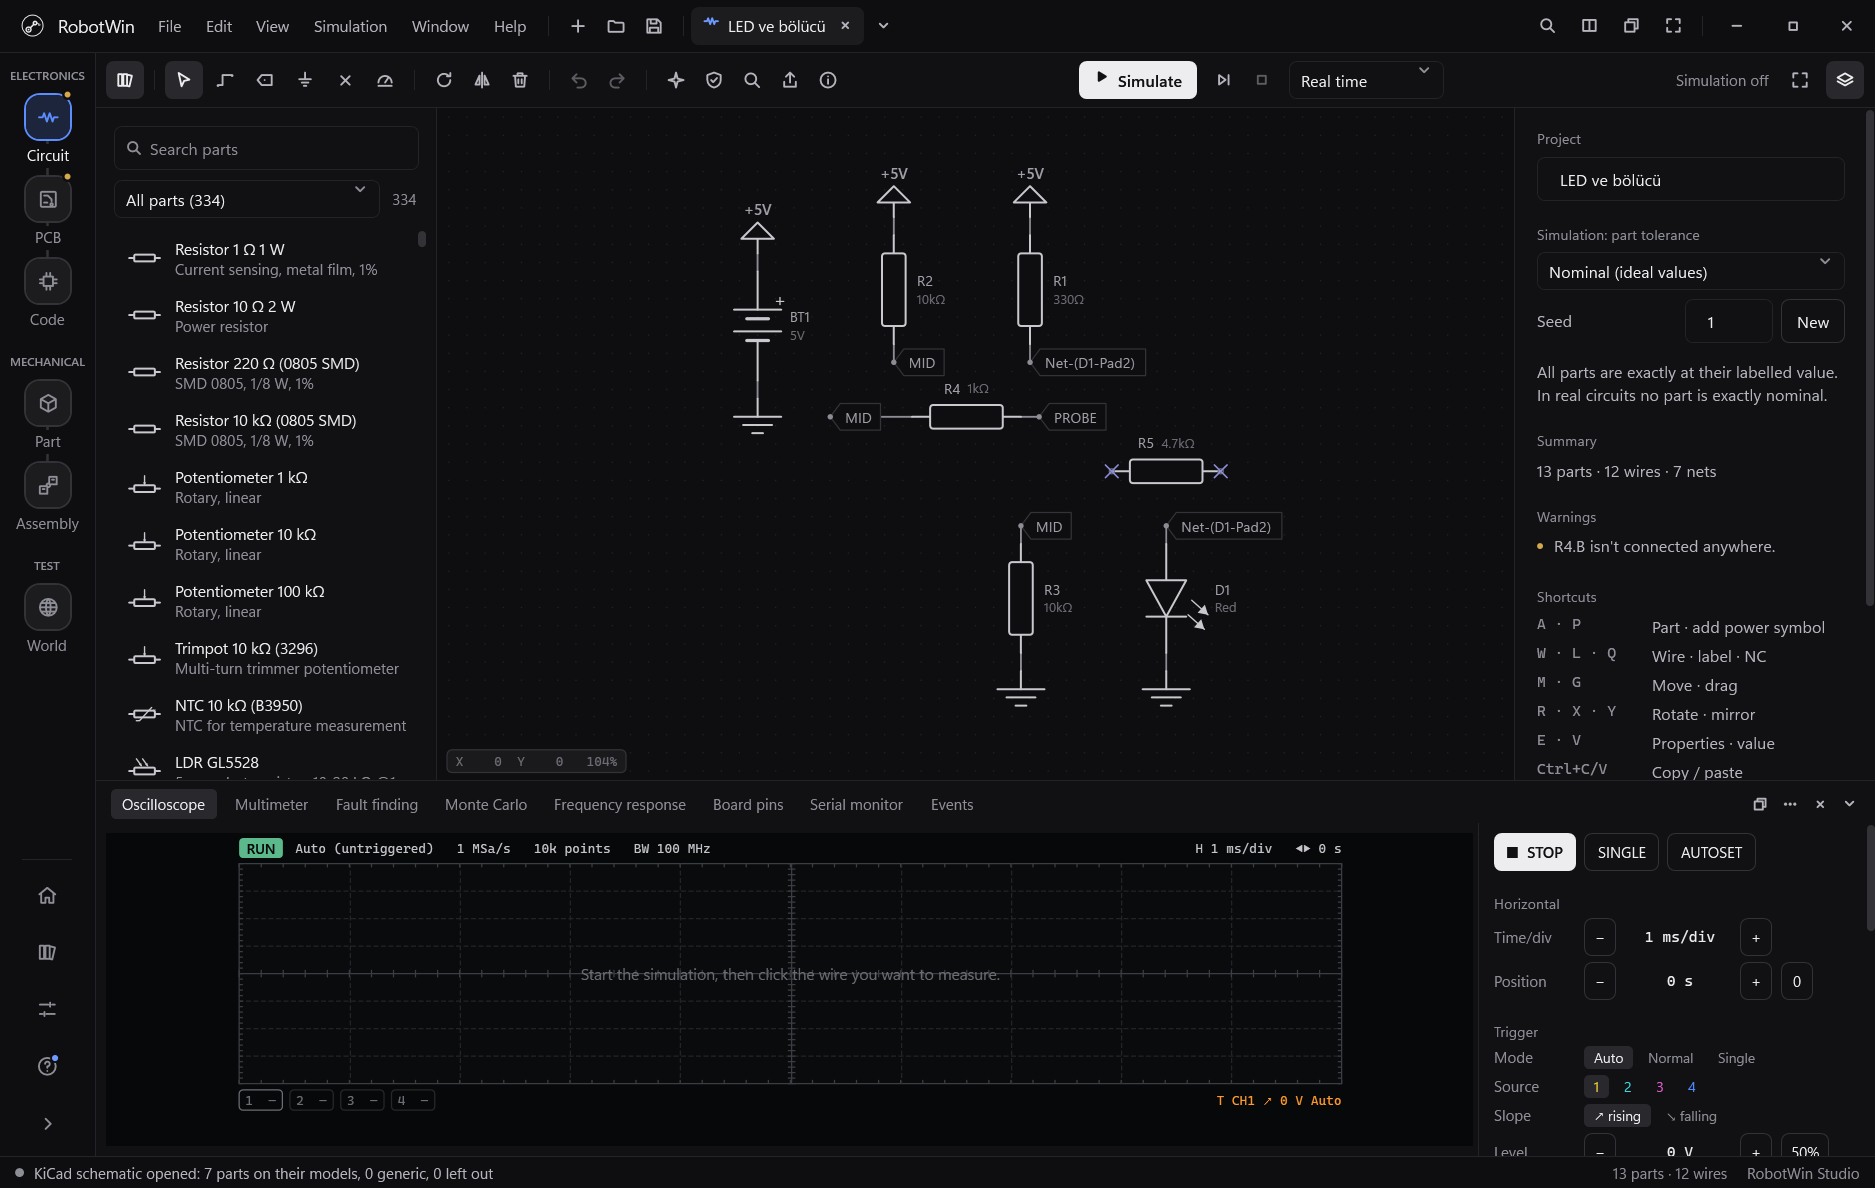 RobotWin File Edit View Simulation Window Help LED ve bölücü
ELECTRONICS
Circuit
PCB
Code
MECHANICAL
Part
Assembly
TEST
World
Simulate
Real time
Simulation off
Search parts
All parts (334) 334
Resistor 1 Ω 1 W
Current sensing, metal film, 1%
Resistor 10 Ω 2 W
Power resistor
Resistor 220 Ω (0805 SMD)
SMD 0805, 1/8 W, 1%
Resistor 10 kΩ (0805 SMD)
SMD 0805, 1/8 W, 1%
Potentiometer 1 kΩ
Rotary, linear
Potentiometer 10 kΩ
Rotary, linear
Potentiometer 100 kΩ
Rotary, linear
Trimpot 10 kΩ (3296)
Multi-turn trimmer potentiometer
NTC 10 kΩ (B3950)
NTC for temperature measurement
LDR GL5528
+5V
+5V
+5V
R2
10kΩ
R1
330Ω
+
BT1
5V
MID
Net-(D1-Pad2)
R4 1kΩ
MID
PROBE
R5 4.7kΩ
MID
Net-(D1-Pad2)
R3
10kΩ
D1
Red
X 0 Y 0 104%
Project
LED ve bölücü
Simulation: part tolerance
Nominal (ideal values)
Seed 1 New
All parts are exactly at their labelled value.
In real circuits no part is exactly nominal.
Summary
13 parts · 12 wires · 7 nets
Warnings
R4.B isn't connected anywhere.
Shortcuts
A · P Part · add power symbol
W · L · Q Wire · label · NC
M · G Move · drag
R · X · Y Rotate · mirror
E · V Properties · value
Ctrl+C/V Copy / paste
Oscilloscope Multimeter Fault finding Monte Carlo Frequency response Board pins Serial monitor Events
RUN Auto (untriggered) 1 MSa/s 10k points BW 100 MHz H 1 ms/div ◂▸ 0 s
Start the simulation, then click the wire you want to measure.
1 − 2 − 3 − 4 − T CH1 ↗ 0 V Auto
STOP SINGLE AUTOSET
Horizontal
Time/div − 1 ms/div +
Position − 0 s + 0
Trigger
Mode Auto Normal Single
Source 1 2 3 4
Slope ↗ rising ↘ falling
Level − 0 V + 50%
KiCad schematic opened: 7 parts on their models, 0 generic, 0 left out
13 parts · 12 wires RobotWin Studio